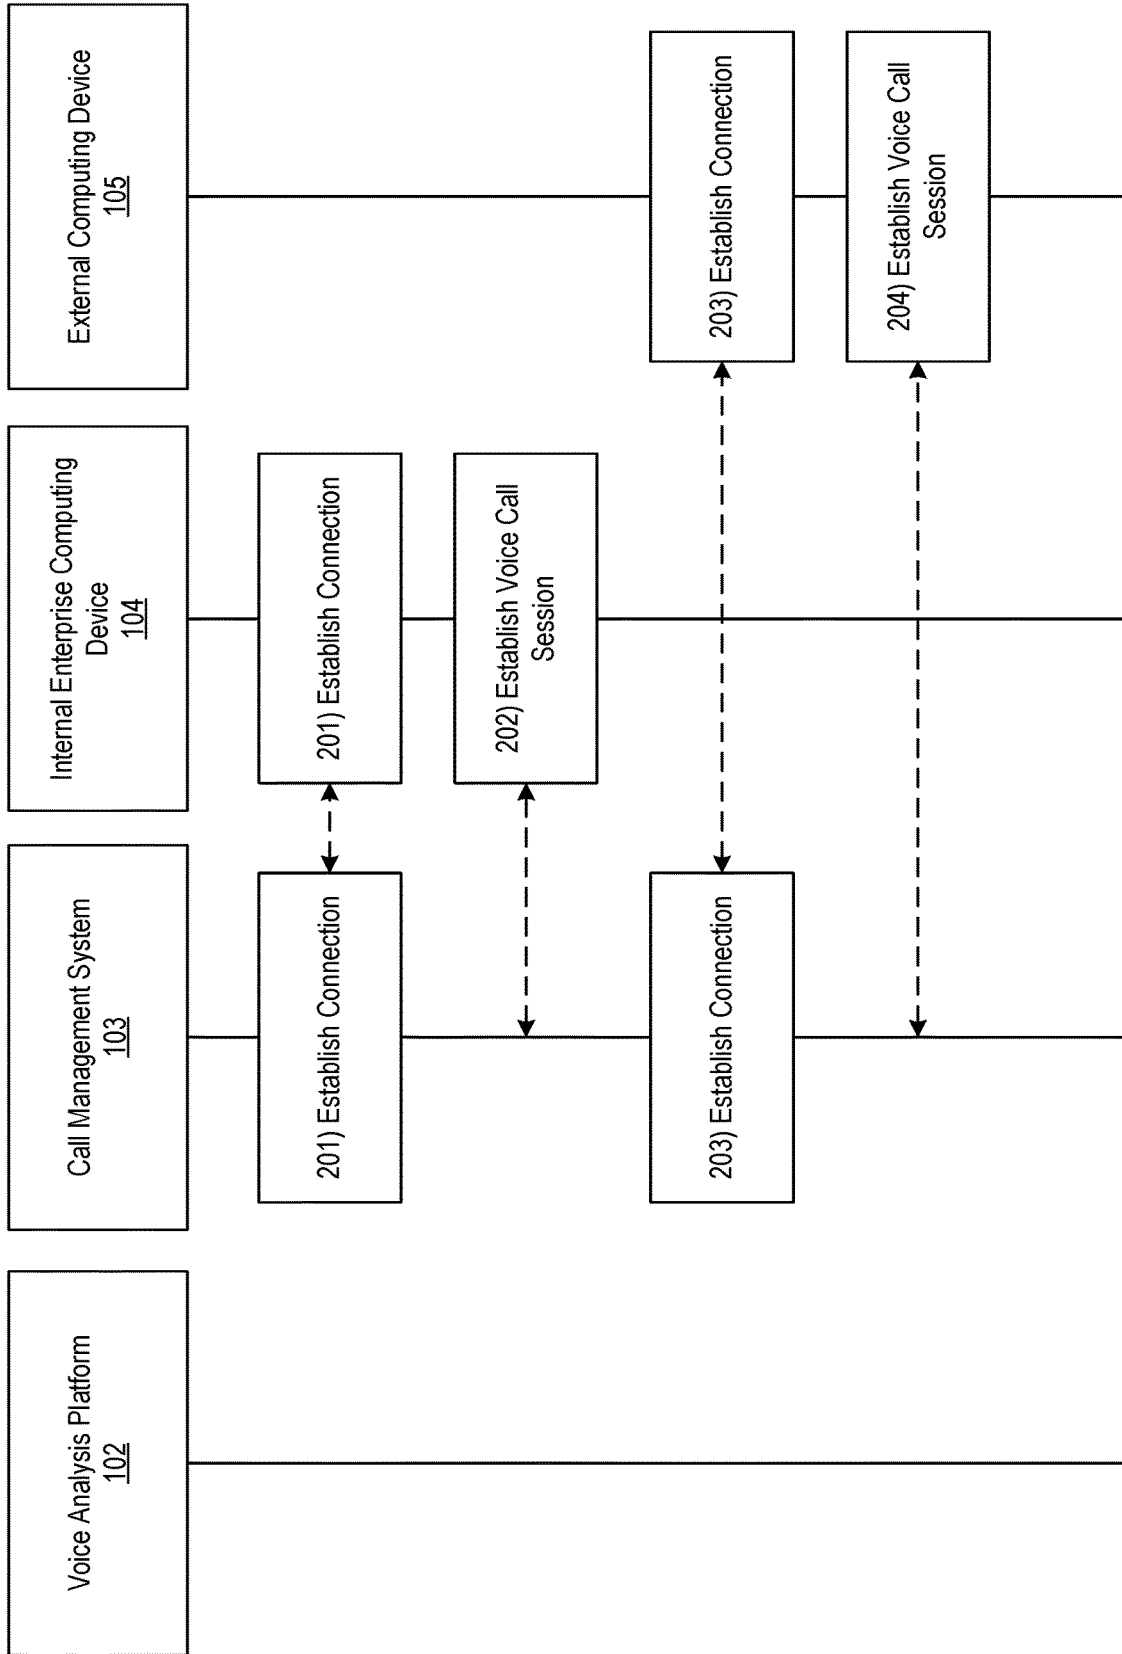 Voice Analysis Platform
102
Call Management System
103
Internal Enterprise Computing
Device
104
External Computing Device
105
201) Establish Connection
201) Establish Connection
202) Establish Voice Call
Session
203) Establish Connection
203) Establish Connection
204) Establish Voice Call
Session